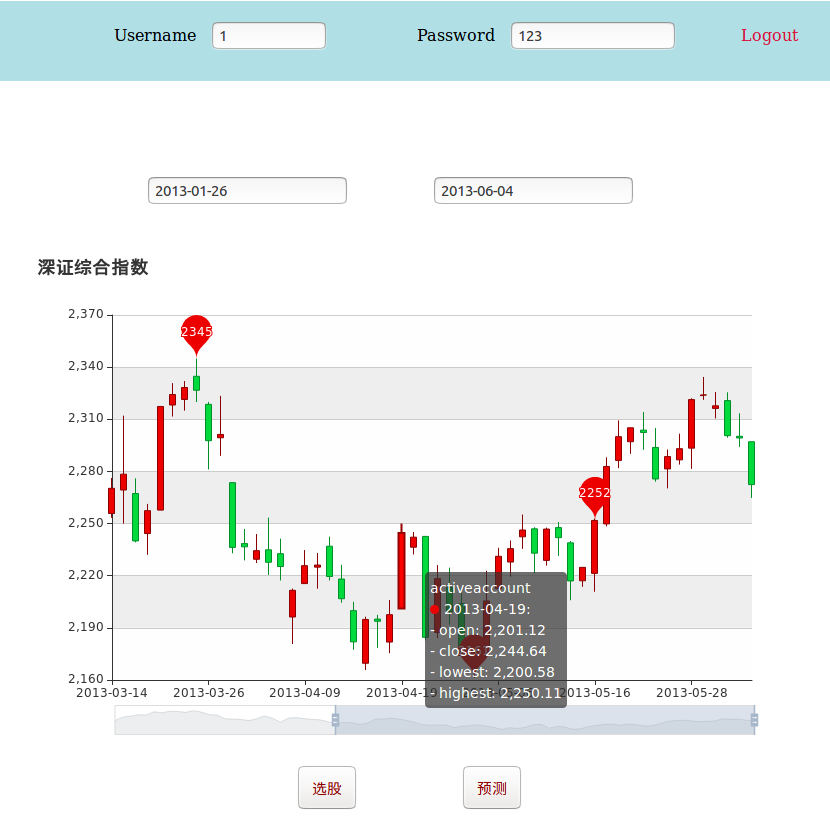 Username 1 Password 123 Logout
2013-01-26 2013-06-04
深证综合指数
2,370
2345
2,340
2,310
2,280
2252
2,250
2,220
activeaccount
2013-04-19:
2,190
- open: 2,201.12
- close: 2,244.64
- lowest: 2,200.58
2,160
- highest: 2,250.11
2013-03-14 2013-03-26 2013-04-09 2013-04-19 2013-05-16 2013-05-28
选股 预测